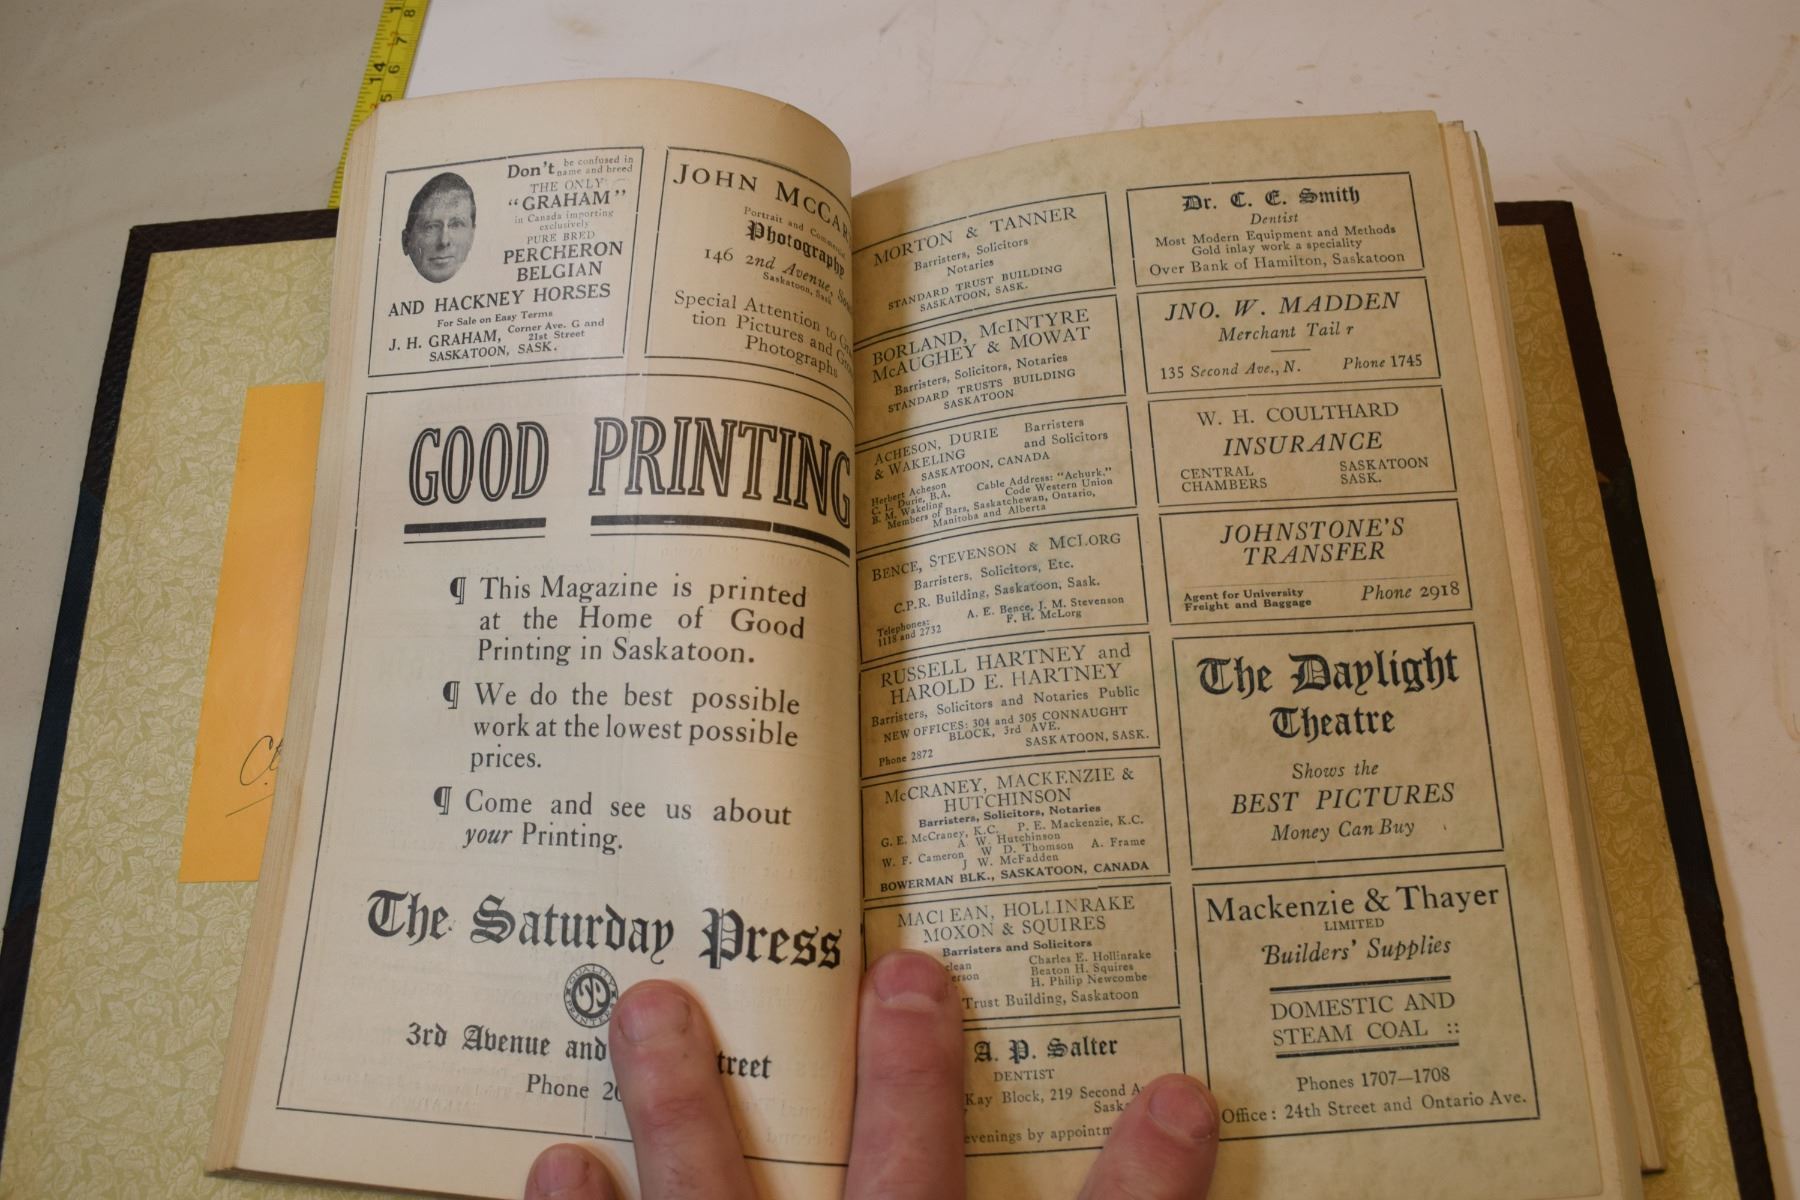 Don't be confused in
name and breed
THE ONLY
"GRAHAM"
in Canada importing
exclusively
PURE BRED
PERCHERON
BELGIAN
AND HACKNEY HORSES
For Sale on Easy Terms
J. H. GRAHAM, Corner Ave. G and
21st Street
SASKATOON, SASK.
JOHN
Portrait and
Photography
146 2nd Avenue,
Saskatoon, Sask
Special Attention to
tion Pictures and
Photographs
GOOD PRINTING
¶ This Magazine is printed
at the Home of Good
Printing in Saskatoon.
¶ We do the best possible
work at the lowest possible
prices.
¶ Come and see us about
your Printing.
The Saturday Press
QUALITY
SP
PRINTERS
3rd Avenue and
Phone
MORTON & TANNER
Barristers, Solicitors
Notaries
STANDARD TRUST BUILDING
SASKATOON, SASK.
BORLAND, McINTYRE
McAUGHEY & MOWAT
Barristers, Solicitors, Notaries
STANDARD TRUSTS BUILDING
SASKATOON
ACHESON, DURIE Barristers
& WAKELING and Solicitors
SASKATOON, CANADA
Herbert Acheson Cable Address: "Achurk."
C. L. Durie, B.A. Code Western Union
B. M. Wakeling
Members of Bars, Saskatchewan, Ontario,
Manitoba and Alberta
BENCE, STEVENSON & McLORG
Barristers, Solicitors, Etc.
C.P.R. Building, Saskatoon, Sask.
Telephones: A. E. Bence, J. M. Stevenson
1118 and 2732 F. H. McLorg
RUSSELL HARTNEY and
HAROLD E. HARTNEY
Barristers, Solicitors and Notaries Public
NEW OFFICES: 304 and 305 CONNAUGHT
BLOCK, 3rd AVE.
Phone 2872 SASKATOON, SASK.
McCRANEY, MACKENZIE &
HUTCHINSON
Barristers, Solicitors, Notaries
G. E. McCraney, K.C. P. E. Mackenzie, K.C.
A W. Hutchinson
W. F. Cameron W D. Thomson A. Frame
J W. McFadden
BOWERMAN BLK., SASKATOON, CANADA
MACLEAN, HOLLINRAKE
MOXON & SQUIRES
Barristers and Solicitors
Charles E. Hollinrake
Beaton H. Squires
H. Philip Newcombe
Trust Building, Saskatoon
A. P. Salter
DENTIST
Kay Block, 219 Second
evenings by
Dr. C. E. Smith
Dentist
Most Modern Equipment and Methods
Gold inlay work a speciality
Over Bank of Hamilton, Saskatoon
JNO. W. MADDEN
Merchant Tail r
135 Second Ave., N. Phone 1745
W. H. COULTHARD
INSURANCE
CENTRAL SASKATOON
CHAMBERS SASK.
JOHNSTONE'S
TRANSFER
Agent for University
Freight and Baggage Phone 2918
The Daylight
Theatre
Shows the
BEST PICTURES
Money Can Buy
Mackenzie & Thayer
LIMITED
Builders' Supplies
DOMESTIC AND
STEAM COAL ::
Phones 1707—1708
Office: 24th Street and Ontario Ave.
14
5 6 7 8